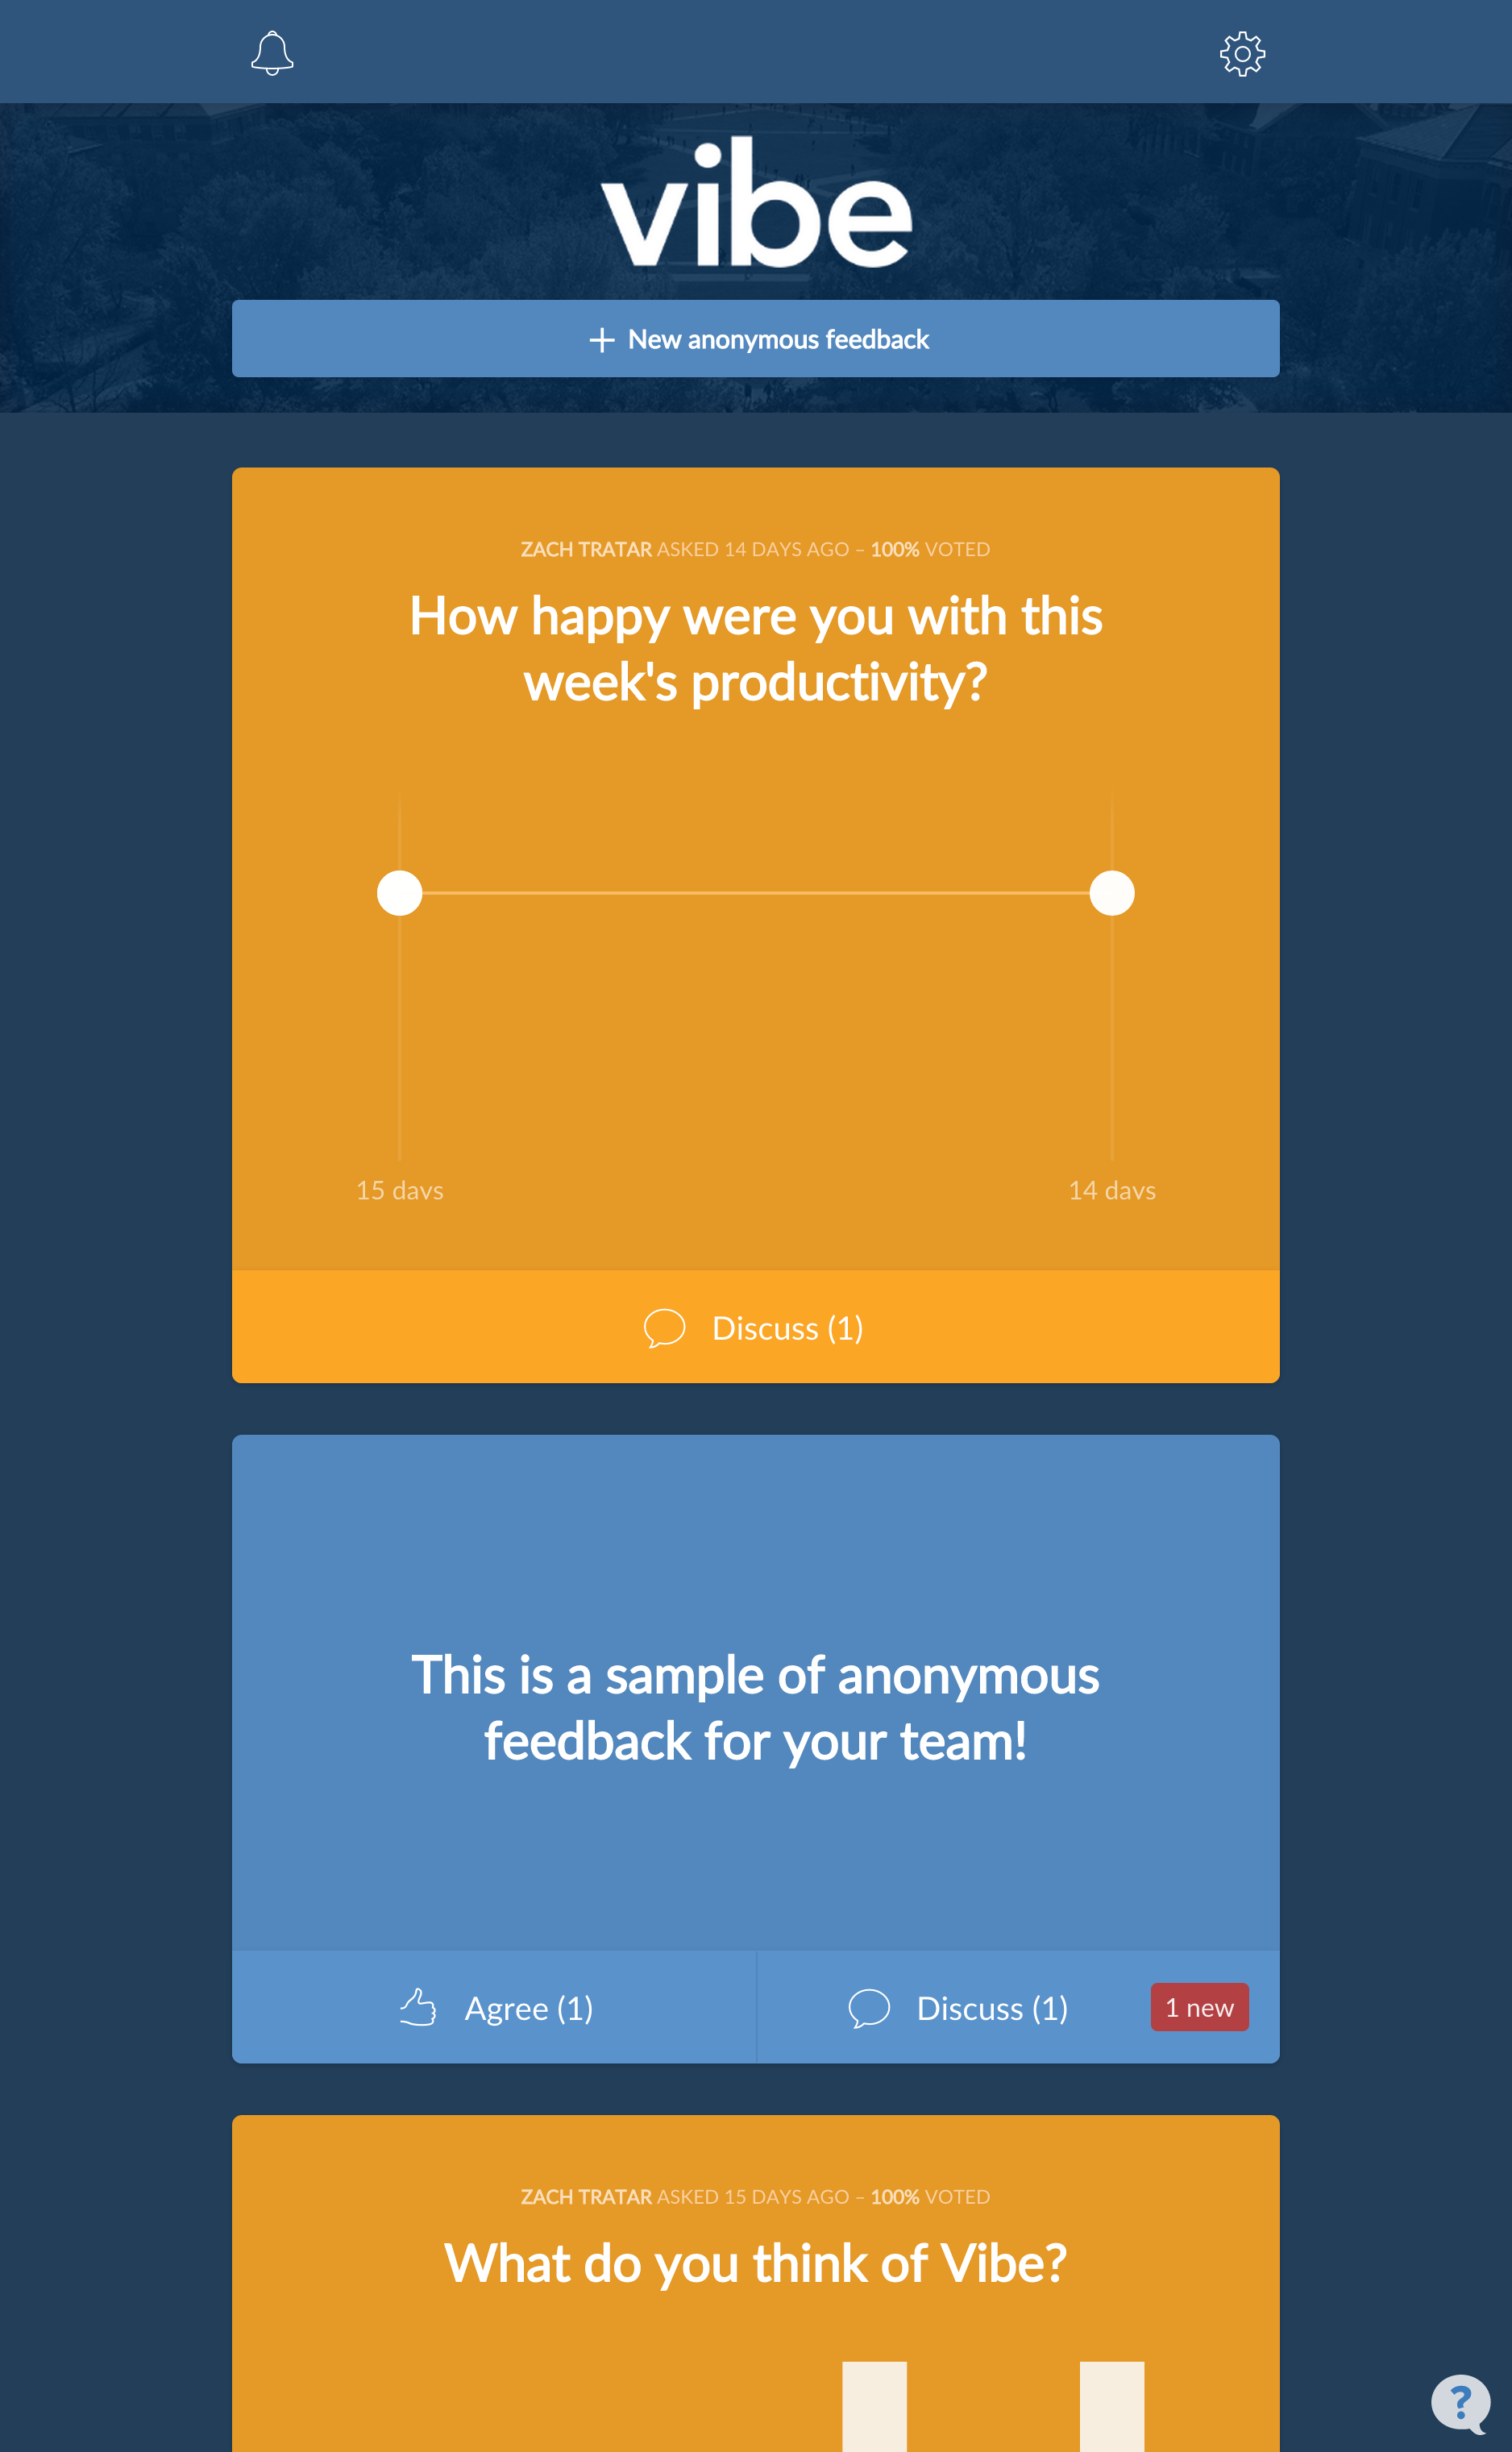 vibe
New anonymous feedback
ZACH TRATAR ASKED 14 DAYS AGO – 100% VOTED
How happy were you with this
week's productivity?
15 days
14 days
Discuss (1)
This is a sample of anonymous
feedback for your team!
Agree (1)
Discuss (1)
1 new
ZACH TRATAR ASKED 15 DAYS AGO – 100% VOTED
What do you think of Vibe?
?